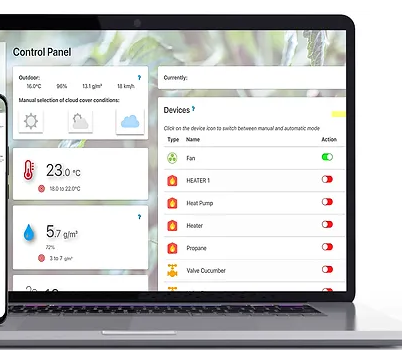 Control Panel
?
Outdoor: ?
16.0°C 96% 13.1 g/m³ 18 km/h
Manual selection of cloud cover conditions:
Currently:
Devices ?
Click on the device icon to switch between manual and automatic mode
Type Name Action
Fan
HEATER 1
Heat Pump
Heater
Propane
Valve Cucumber
?
23.0 °C
18.0 to 22.0°C
?
5.7 g/m³
72%
3 to 7 g/m³
?